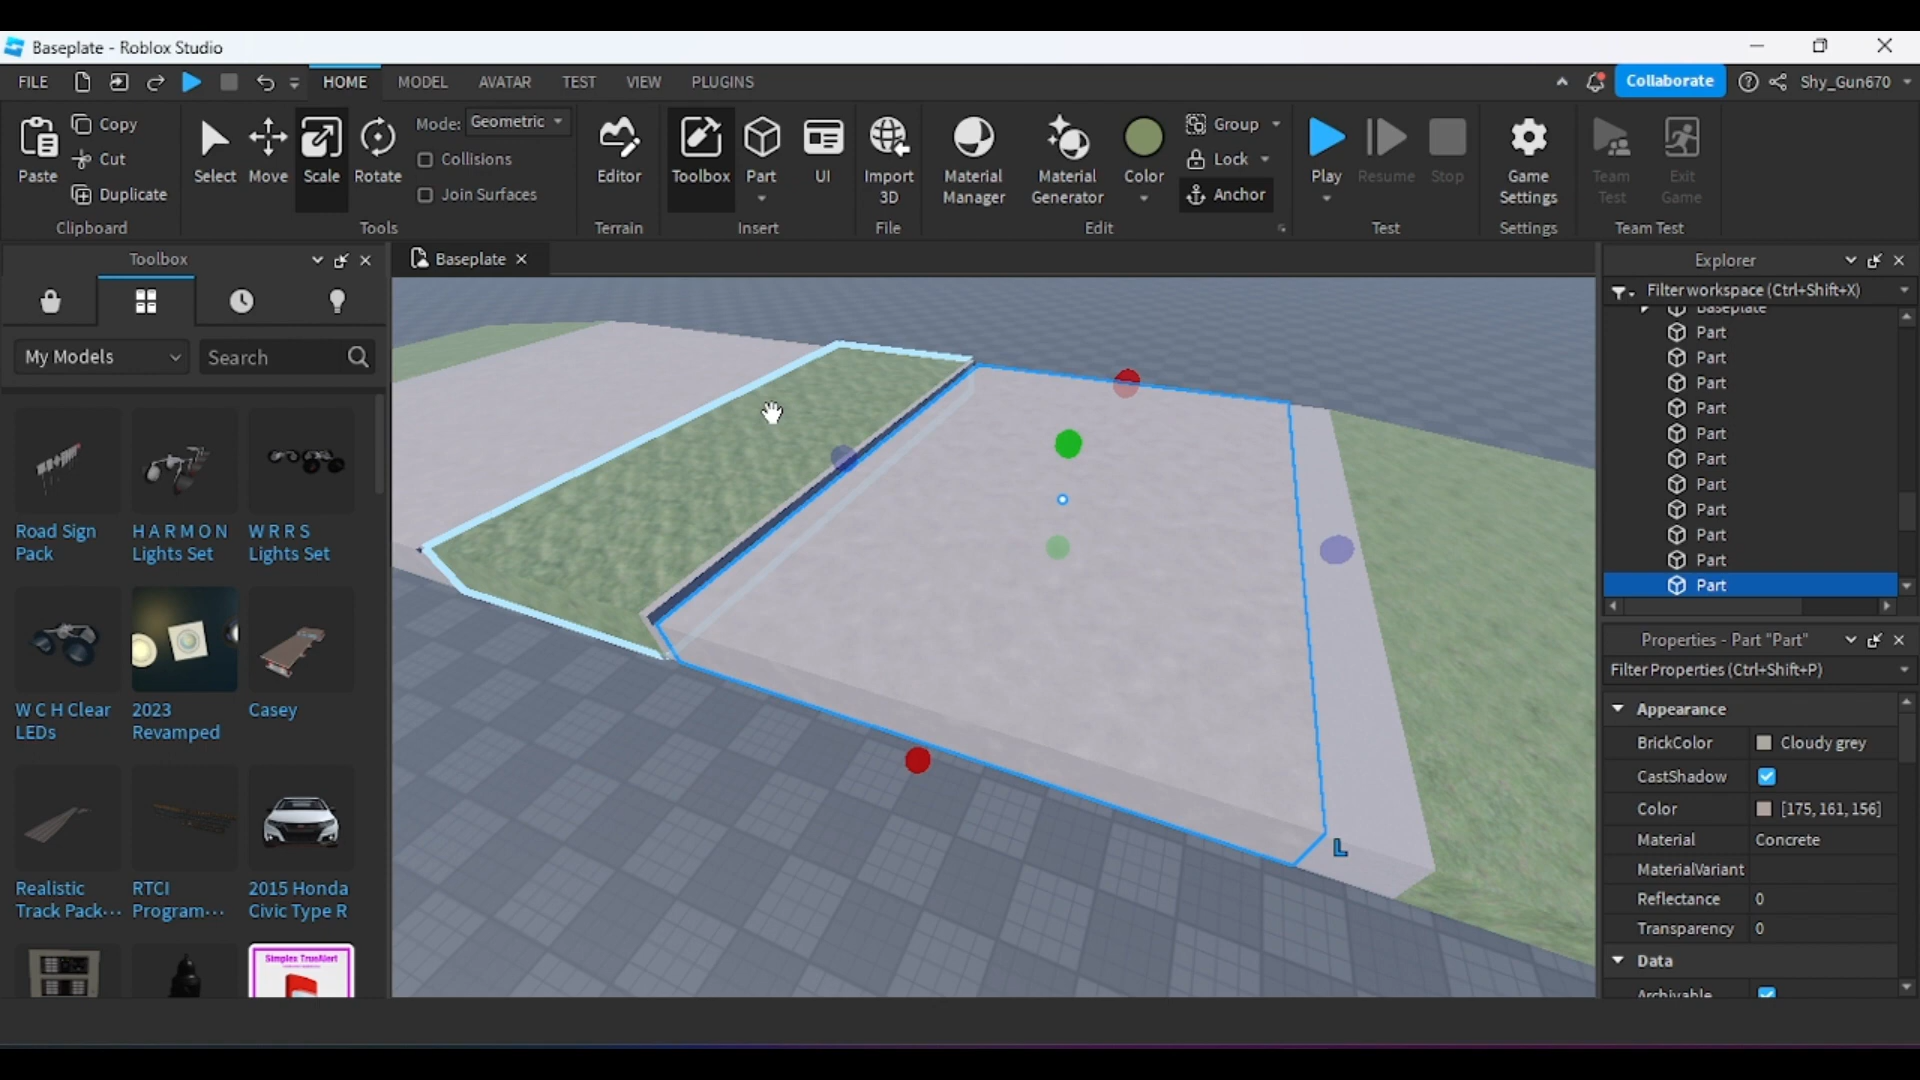 Baseplate - Roblox Studio
FILE HOME MODEL AVATAR TEST VIEW PLUGINS Collaborate Shy_Gun670
Paste
Copy
Cut
Duplicate
Clipboard
Select
Move
Scale
Rotate
Mode: Geometric
Collisions
Join Surfaces
Tools
Editor
Terrain
Toolbox
Part
UI
Insert
Import
3D
File
Material
Manager
Material
Generator
Color
Group
Lock
Anchor
Edit
Play
Resume
Stop
Test
Game
Settings
Settings
Team
Test
Exit
Game
Team Test
Toolbox
My Models
Search
Road Sign
Pack
H A R M O N
Lights Set
W R R S
Lights Set
W C H Clear
LEDs
2023
Revamped
Casey
Realistic
Track Pack...
RTCI
Program...
2015 Honda
Civic Type R
Simplex TrueAlert
Baseplate
L
Explorer
Filter workspace (Ctrl+Shift+X)
Baseplate
Part
Part
Part
Part
Part
Part
Part
Part
Part
Part
Part
Properties - Part "Part"
Filter Properties (Ctrl+Shift+P)
Appearance
BrickColor Cloudy grey
CastShadow
Color [175, 161, 156]
Material Concrete
MaterialVariant
Reflectance 0
Transparency 0
Data
Archivable